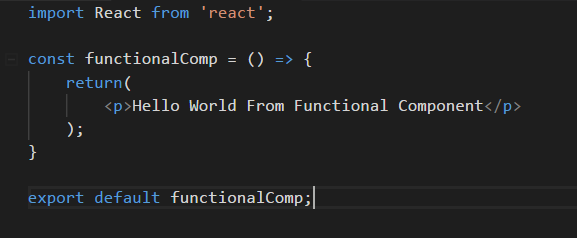 import React from 'react';
const functionalComp = () => {
return(
<p>Hello World From Functional Component</p>
);
}
export default functionalComp;